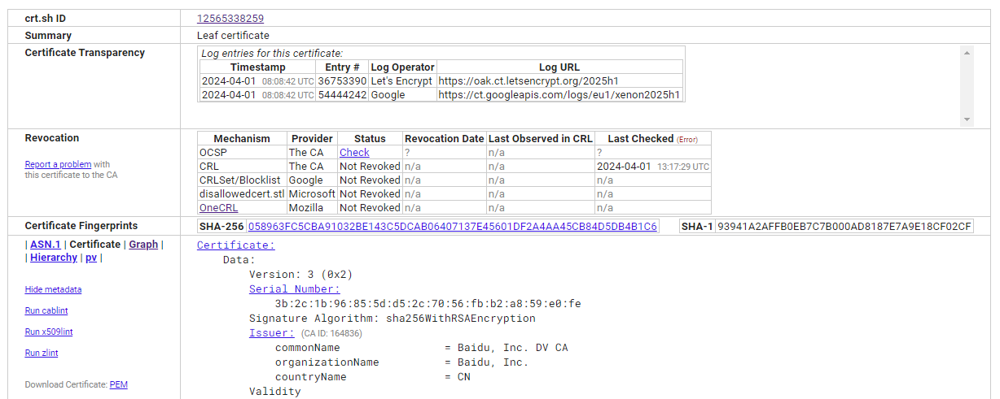 crt.sh ID 12565338259
Summary Leaf certificate
Certificate Transparency Log entries for this certificate:
Timestamp Entry # Log Operator Log URL
2024-04-01 08:08:42 UTC 36753390 Let's Encrypt https://oak.ct.letsencrypt.org/2025h1
2024-04-01 08:08:42 UTC 54444242 Google https://ct.googleapis.com/logs/eu1/xenon2025h1
Revocation
Report a problem with
this certificate to the CA
Mechanism Provider Status Revocation Date Last Observed in CRL Last Checked (Error)
OCSP The CA Check ? n/a ?
CRL The CA Not Revoked n/a n/a 2024-04-01 13:17:29 UTC
CRLSet/Blocklist Google Not Revoked n/a n/a n/a
disallowedcert.stl Microsoft Not Revoked n/a n/a n/a
OneCRL Mozilla Not Revoked n/a n/a n/a
Certificate Fingerprints SHA-256 058963FC5CBA91032BE143C5DCAB06407137E45601DF2A4AA45CB84D5DB4B1C6 SHA-1 93941A2AFFB0EB7C7B000AD8187E7A9E18CF02CF
| ASN.1 | Certificate | Graph |
| Hierarchy | pv |
Hide metadata
Run cablint
Run x509lint
Run zlint
Download Certificate: PEM
Certificate:
Data:
Version: 3 (0x2)
Serial Number:
3b:2c:1b:96:85:5d:d5:2c:70:56:fb:b2:a8:59:e0:fe
Signature Algorithm: sha256WithRSAEncryption
Issuer: (CA ID: 164836)
commonName = Baidu, Inc. DV CA
organizationName = Baidu, Inc.
countryName = CN
Validity